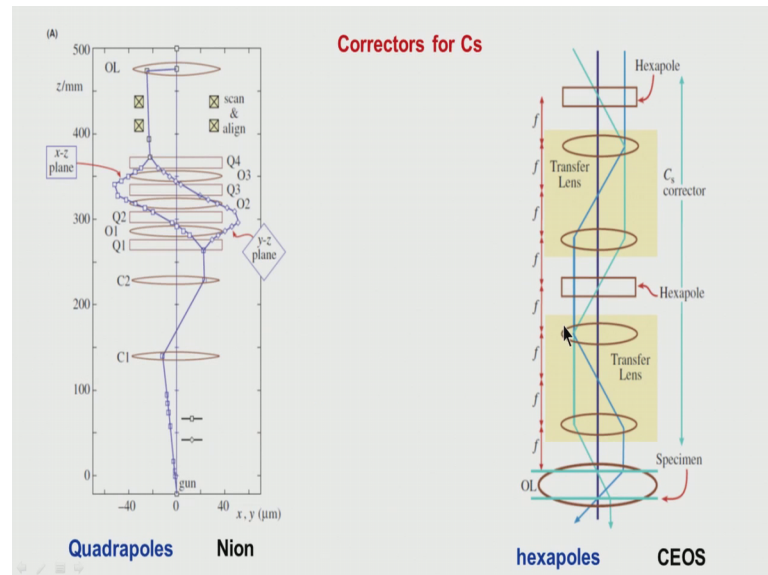 Correctors for Cs
(A)
500
OL
z/mm
scan
&
align
400
x-z
plane
Q4
O3
Q3
O2
300
Q2
O1
Q1
y-z
plane
C2
200
C1
100
0
gun
-40
0
40
x, y (μm)
Quadrapoles
Nion
Hexapole
f
f
Transfer
Lens
Cs
corrector
f
f
f
Hexapole
f
Transfer
Lens
f
f
Specimen
OL
hexapoles
CEOS